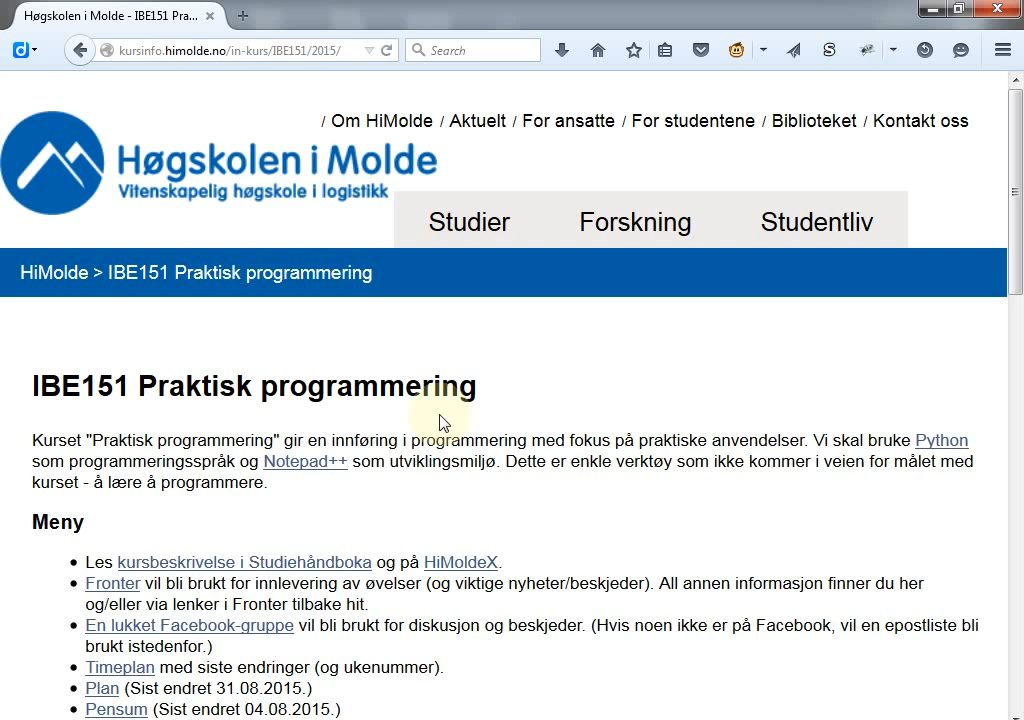 Høgskolen i Molde - IBE151 Pra...
kursinfo.himolde.no/in-kurs/IBE151/2015/
Search
/ Om HiMolde / Aktuelt / For ansatte / For studentene / Biblioteket / Kontakt oss
Høgskolen i Molde
Vitenskapelig høgskole i logistikk
Studier Forskning Studentliv
HiMolde > IBE151 Praktisk programmering
IBE151 Praktisk programmering
Kurset "Praktisk programmering" gir en innføring i programmering med fokus på praktiske anvendelser. Vi skal bruke Python
som programmeringsspråk og Notepad++ som utviklingsmiljø. Dette er enkle verktøy som ikke kommer i veien for målet med
kurset - å lære å programmere.
Meny
• Les kursbeskrivelse i Studiehåndboka og på HiMoldeX.
• Fronter vil bli brukt for innlevering av øvelser (og viktige nyheter/beskjeder). All annen informasjon finner du her
og/eller via lenker i Fronter tilbake hit.
• En lukket Facebook-gruppe vil bli brukt for diskusjon og beskjeder. (Hvis noen ikke er på Facebook, vil en epostliste bli
brukt istedenfor.)
• Timeplan med siste endringer (og ukenummer).
• Plan (Sist endret 31.08.2015.)
• Pensum (Sist endret 04.08.2015.)